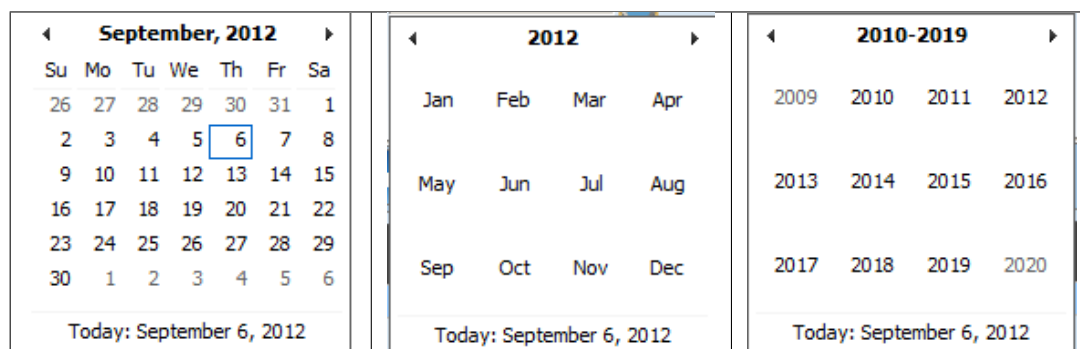 September, 2012
Su Mo Tu We Th Fr Sa
26 27 28 29 30 31 1
2 3 4 5 6 7 8
9 10 11 12 13 14 15
16 17 18 19 20 21 22
23 24 25 26 27 28 29
30 1 2 3 4 5 6
Today: September 6, 2012
2012
Jan Feb Mar Apr
May Jun Jul Aug
Sep Oct Nov Dec
Today: September 6, 2012
2010-2019
2009 2010 2011 2012
2013 2014 2015 2016
2017 2018 2019 2020
Today: September 6, 2012